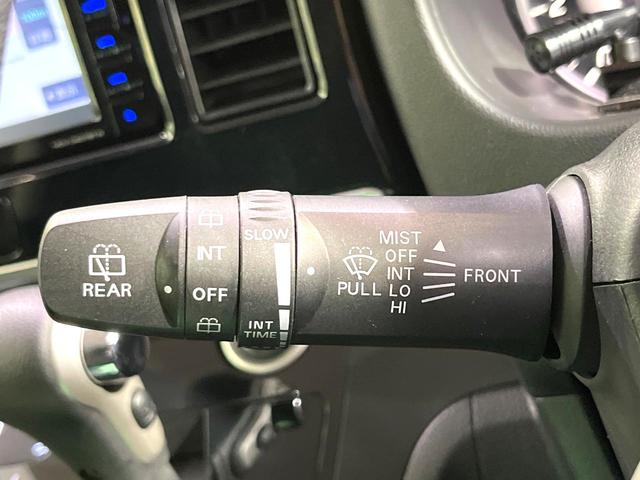 REAR
INT
OFF
SLOW
INT
TIME
PULL
MIST
OFF
INT
LO
HI
FRONT